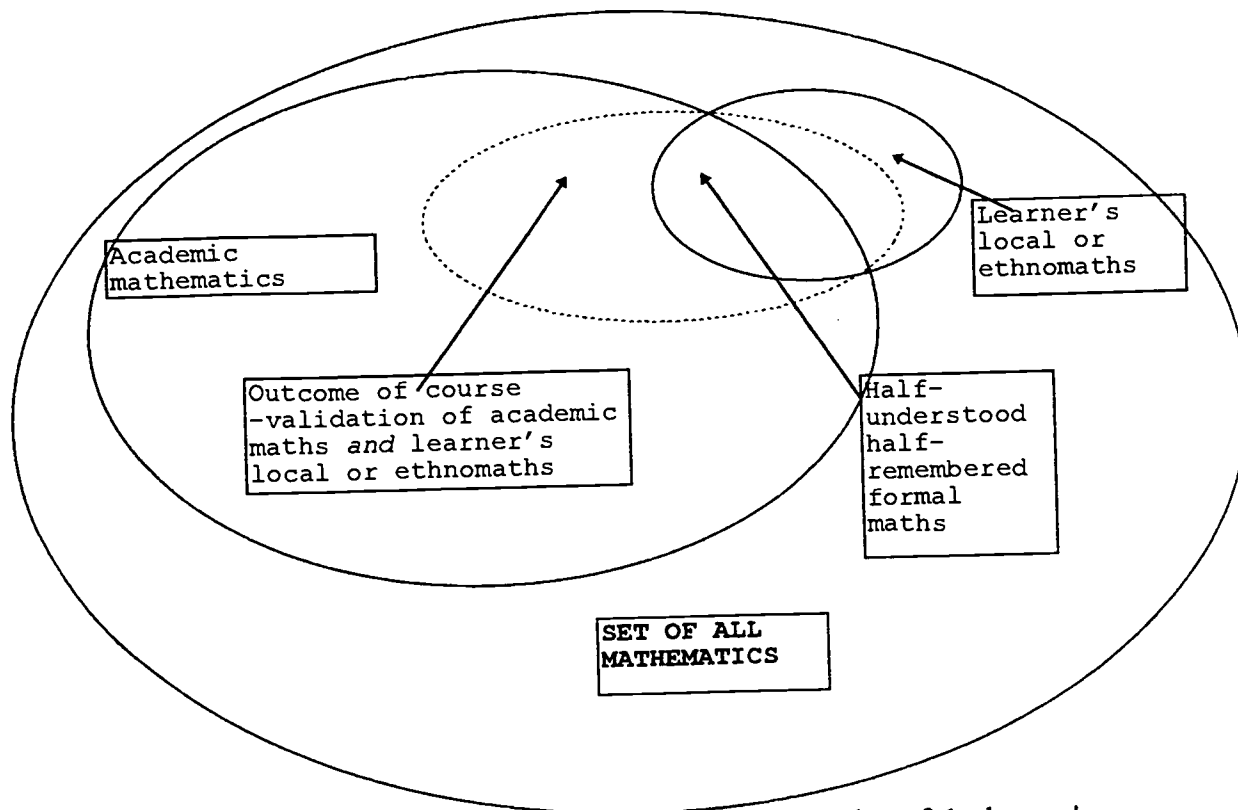 Academic
mathematics
Learner's
local or
ethnomaths
Outcome of course
-validation of academic
maths and learner's
local or ethnomaths
Half-
understood
half-
remembered
formal
maths
SET OF ALL
MATHEMATICS